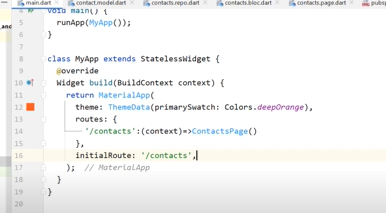 main.dart contact.model.dart contacts.repo.dart contacts.bloc.dart contacts.page.dart
4 void main() {
5 runApp(MyApp());
6 }
7
8 class MyApp extends StatelessWidget {
9 @override
10 Widget build(BuildContext context) {
11 return MaterialApp(
12 theme: ThemeData(primarySwatch: Colors.deepOrange),
13 routes: {
14 '/contacts':(context)=>ContactsPage()
15 },
16 initialRoute: '/contacts',
17 ); // MaterialApp
18 }
19 }
20